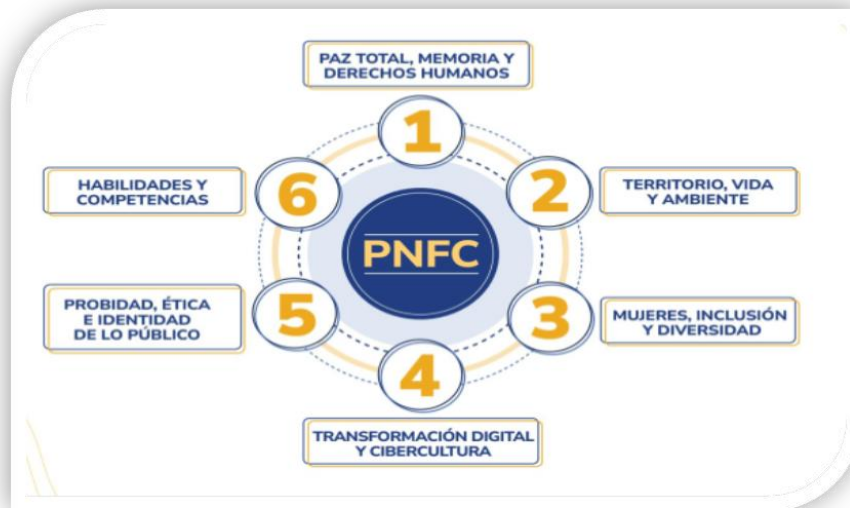 PAZ TOTAL, MEMORIA Y
DERECHOS HUMANOS
1
2
TERRITORIO, VIDA
Y AMBIENTE
3
MUJERES, INCLUSIÓN
Y DIVERSIDAD
4
TRANSFORMACIÓN DIGITAL
Y CIBERCULTURA
5
PROBIDAD, ÉTICA
E IDENTIDAD
DE LO PÚBLICO
6
HABILIDADES Y
COMPETENCIAS
PNFC